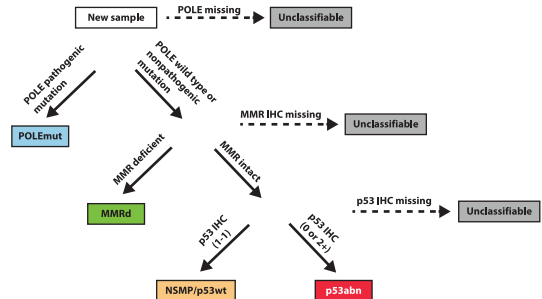 New sample
POLE missing
Unclassifiable
POLE pathogenic
mutation
POLE wild type or
nonpathogenic
mutation
POLEmut
MMR IHC missing
Unclassifiable
MMR deficient
MMR intact
MMRd
p53 IHC missing
Unclassifiable
p53 IHC
(1-1)
p53 IHC
(0 or 2+)
NSMP/p53wt
p53abn